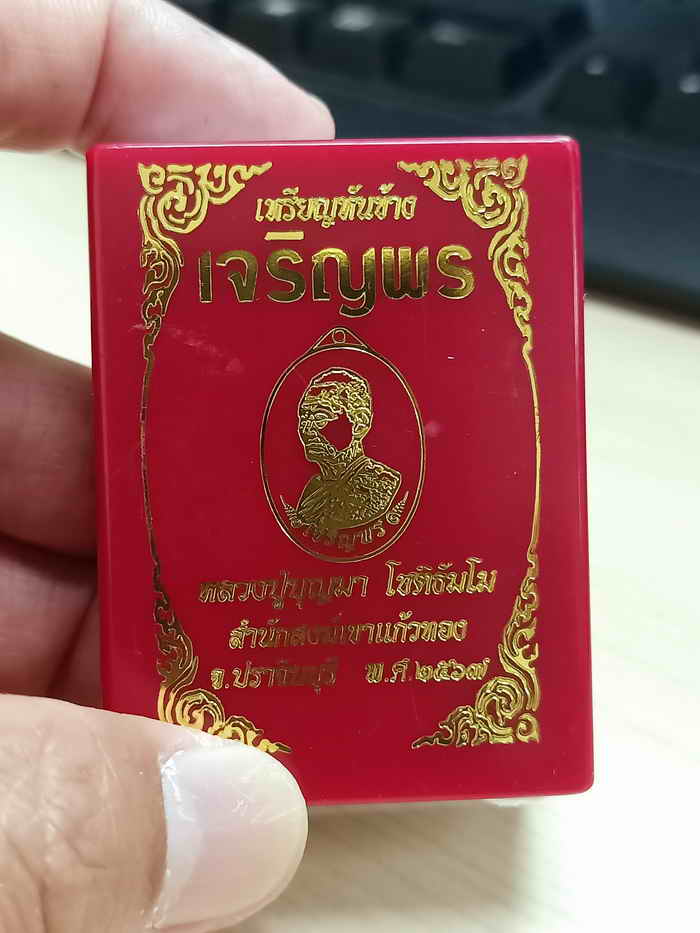 เหรียญหันข้าง
เจริญพร
เจริญพร
หลวงปู่บุญมา โชติธัมโม
สำนักสงฆ์เขาแก้วทอง
จ.ปราจีนบุรี พ.ศ.๒๕๖๗